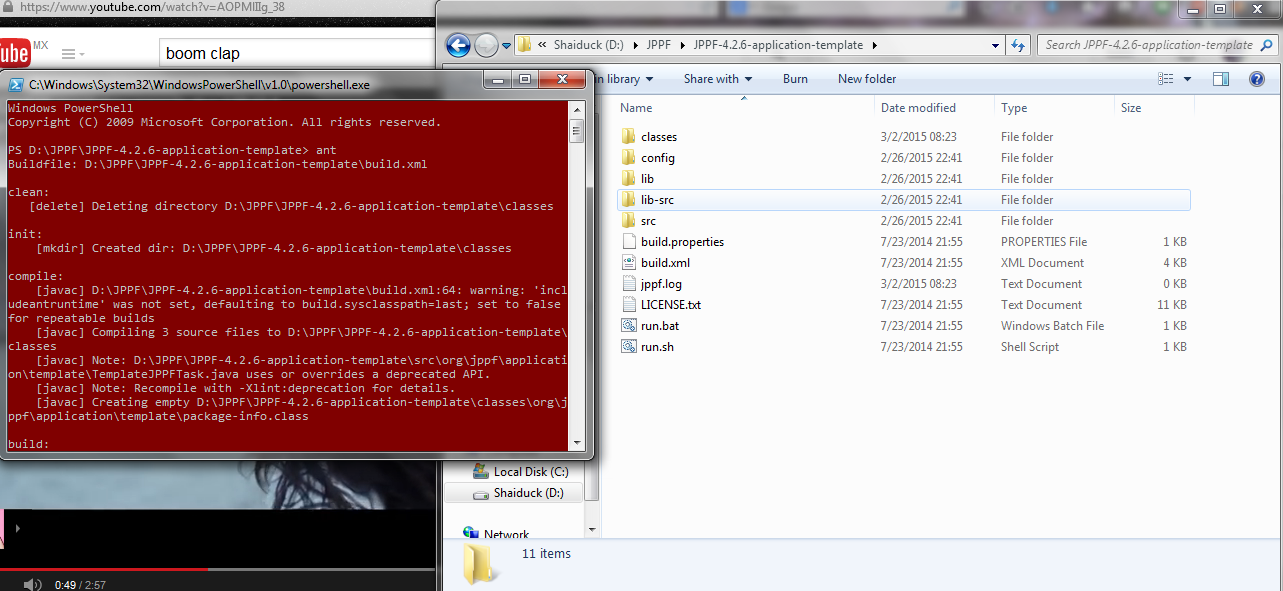 https://www.youtube.com/watch?v=AOPMlIIg_38
Tube MX
boom clap
« Shaiduck (D:) ▸ JPPF ▸ JPPF-4.2.6-application-template ▸
Search JPPF-4.2.6-application-template
in library
Share with
Burn
New folder
C:\Windows\System32\WindowsPowerShell\v1.0\powershell.exe
Windows PowerShell
Copyright (C) 2009 Microsoft Corporation. All rights reserved.
PS D:\JPPF\JPPF-4.2.6-application-template> ant
Buildfile: D:\JPPF\JPPF-4.2.6-application-template\build.xml
clean:
[delete] Deleting directory D:\JPPF\JPPF-4.2.6-application-template\classes
init:
[mkdir] Created dir: D:\JPPF\JPPF-4.2.6-application-template\classes
compile:
[javac] D:\JPPF\JPPF-4.2.6-application-template\build.xml:64: warning: 'incl
udeantruntime' was not set, defaulting to build.sysclasspath=last; set to false
for repeatable builds
[javac] Compiling 3 source files to D:\JPPF\JPPF-4.2.6-application-template\
classes
[javac] Note: D:\JPPF\JPPF-4.2.6-application-template\src\org\jppf\applicati
on\template\TemplateJPPFTask.java uses or overrides a deprecated API.
[javac] Note: Recompile with -Xlint:deprecation for details.
[javac] Creating empty D:\JPPF\JPPF-4.2.6-application-template\classes\org\j
ppf\application\template\package-info.class
build:
Name Date modified Type Size
classes 3/2/2015 08:23 File folder
config 2/26/2015 22:41 File folder
lib 2/26/2015 22:41 File folder
lib-src 2/26/2015 22:41 File folder
src 2/26/2015 22:41 File folder
build.properties 7/23/2014 21:55 PROPERTIES File 1 KB
build.xml 7/23/2014 21:55 XML Document 4 KB
jppf.log 3/2/2015 08:23 Text Document 0 KB
LICENSE.txt 7/23/2014 21:55 Text Document 11 KB
run.bat 7/23/2014 21:55 Windows Batch File 1 KB
run.sh 7/23/2014 21:55 Shell Script 1 KB
Local Disk (C:)
Shaiduck (D:)
Network
11 items
0:49 / 2:57